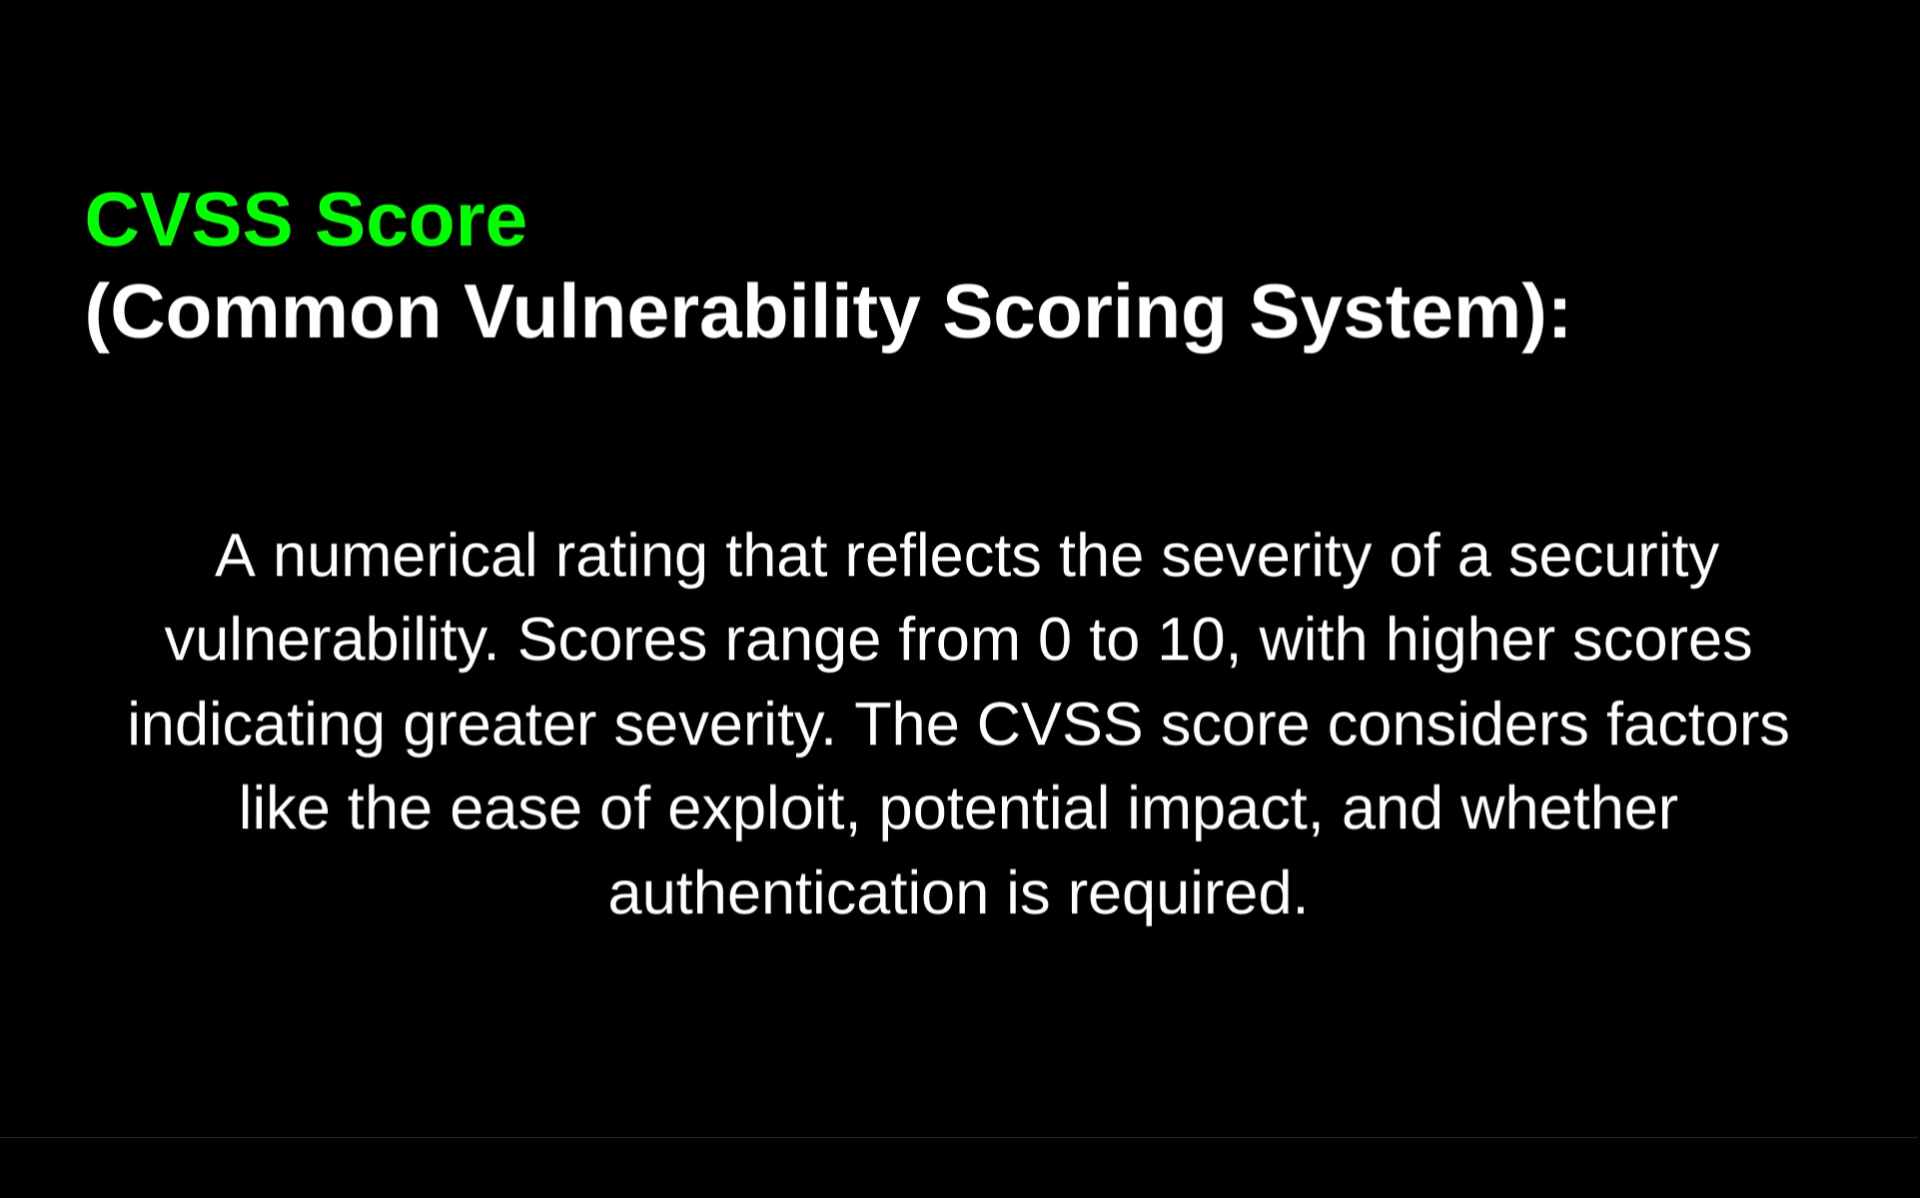 CVSS Score
(Common Vulnerability Scoring System):
A numerical rating that reflects the severity of a security
vulnerability. Scores range from 0 to 10, with higher scores
indicating greater severity. The CVSS score considers factors
like the ease of exploit, potential impact, and whether
authentication is required.